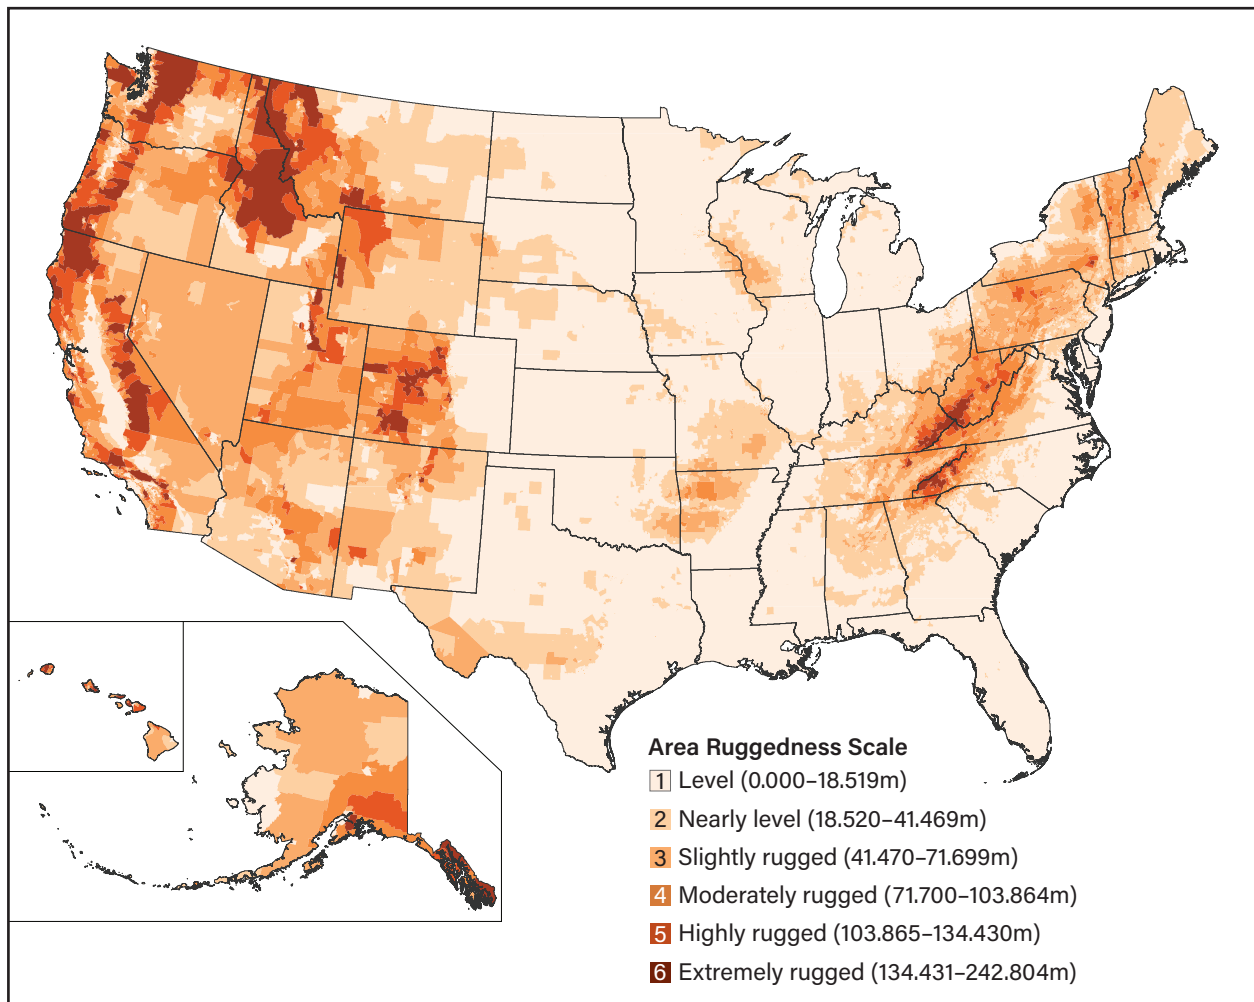 Area Ruggedness Scale
1 Level (0.000–18.519m)
2 Nearly level (18.520–41.469m)
3 Slightly rugged (41.470–71.699m)
4 Moderately rugged (71.700–103.864m)
5 Highly rugged (103.865–134.430m)
6 Extremely rugged (134.431–242.804m)